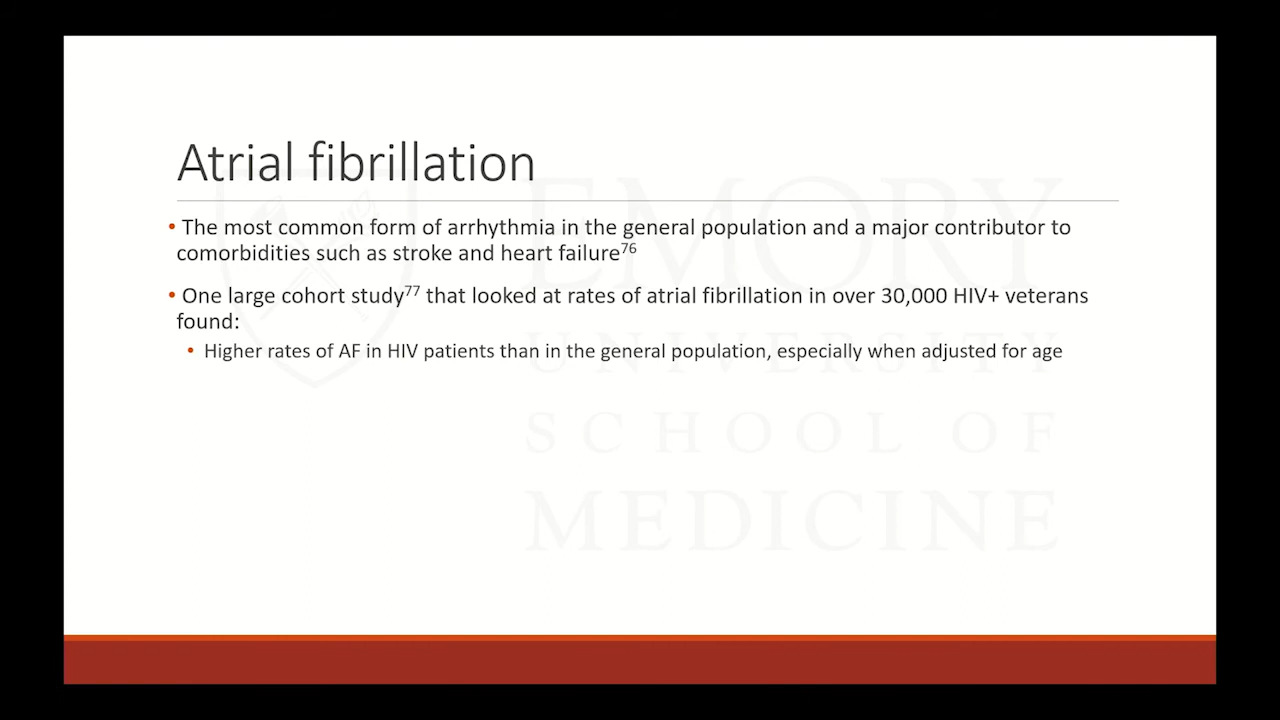 Atrial fibrillation
• The most common form of arrhythmia in the general population and a major contributor to
comorbidities such as stroke and heart failure76
• One large cohort study77 that looked at rates of atrial fibrillation in over 30,000 HIV+ veterans
found:
• Higher rates of AF in HIV patients than in the general population, especially when adjusted for age
EMORY
UNIVERSITY
SCHOOL OF
MEDICINE